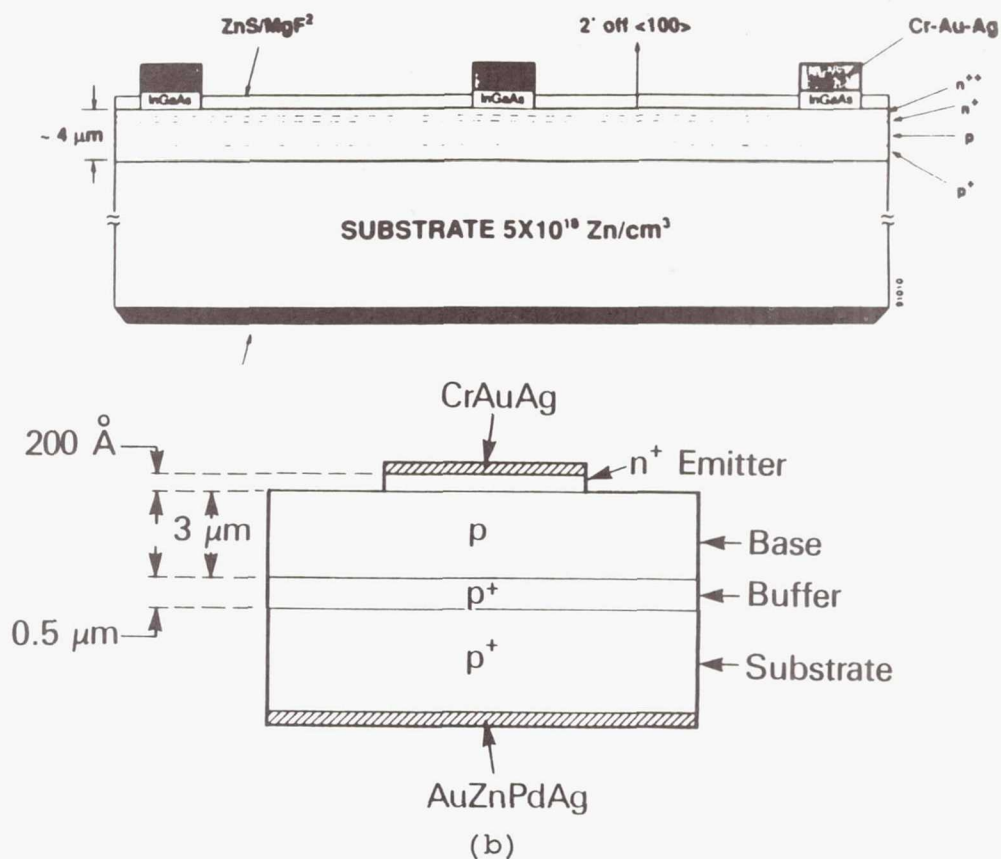 ZnS/MgF²
2° off <100>
Cr-Au-Ag
InGaAs
InGaAs
InGaAs
n⁺⁺
n⁺
p
p⁺
~ 4 μm
SUBSTRATE 5X10¹⁸ Zn/cm³
CrAuAg
200 Å
n⁺ Emitter
3 μm
p
Base
p⁺
Buffer
0.5 μm
p⁺
Substrate
AuZnPdAg
(b)